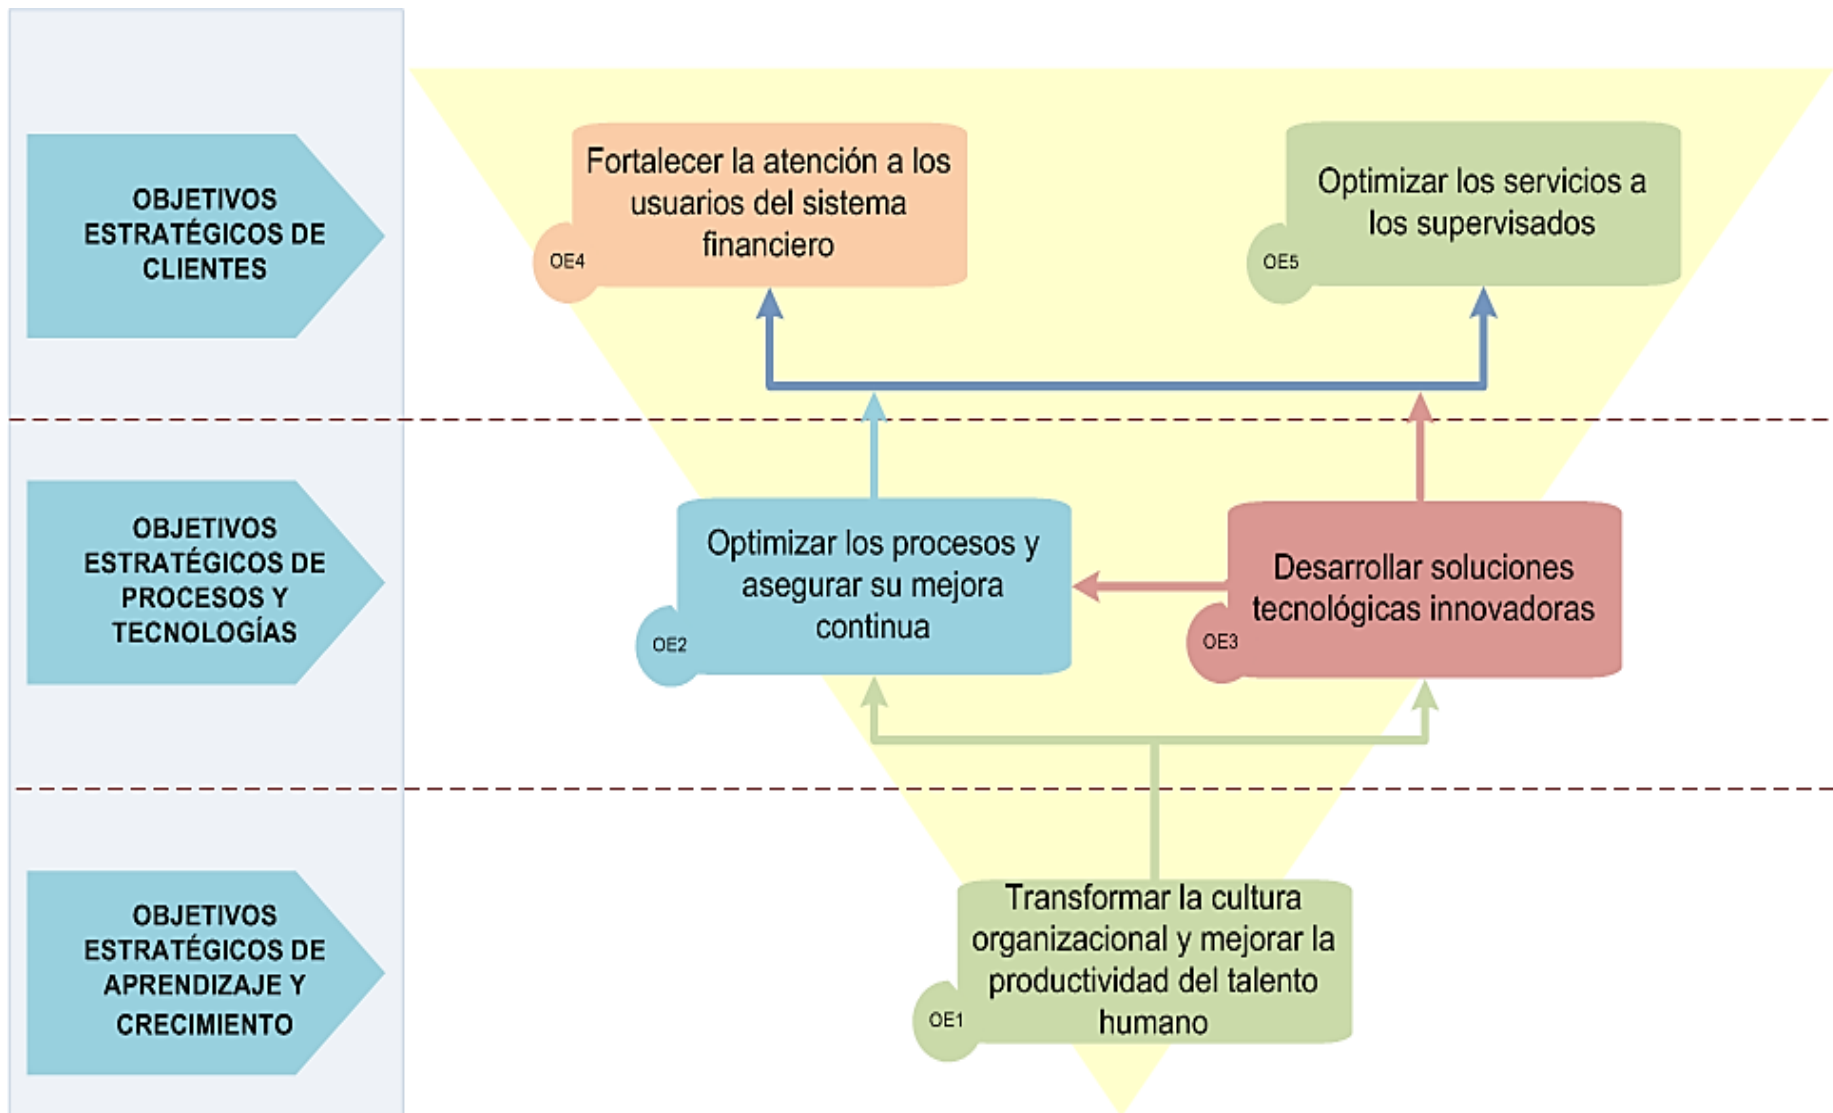 OBJETIVOS
ESTRATÉGICOS DE
CLIENTES
Fortalecer la atención a los
usuarios del sistema
financiero
OE4
Optimizar los servicios a
los supervisados
OE5
OBJETIVOS
ESTRATÉGICOS DE
PROCESOS Y
TECNOLOGÍAS
Optimizar los procesos y
asegurar su mejora
continua
OE2
Desarrollar soluciones
tecnológicas innovadoras
OE3
OBJETIVOS
ESTRATÉGICOS DE
APRENDIZAJE Y
CRECIMIENTO
Transformar la cultura
organizacional y mejorar la
productividad del talento
humano
OE1